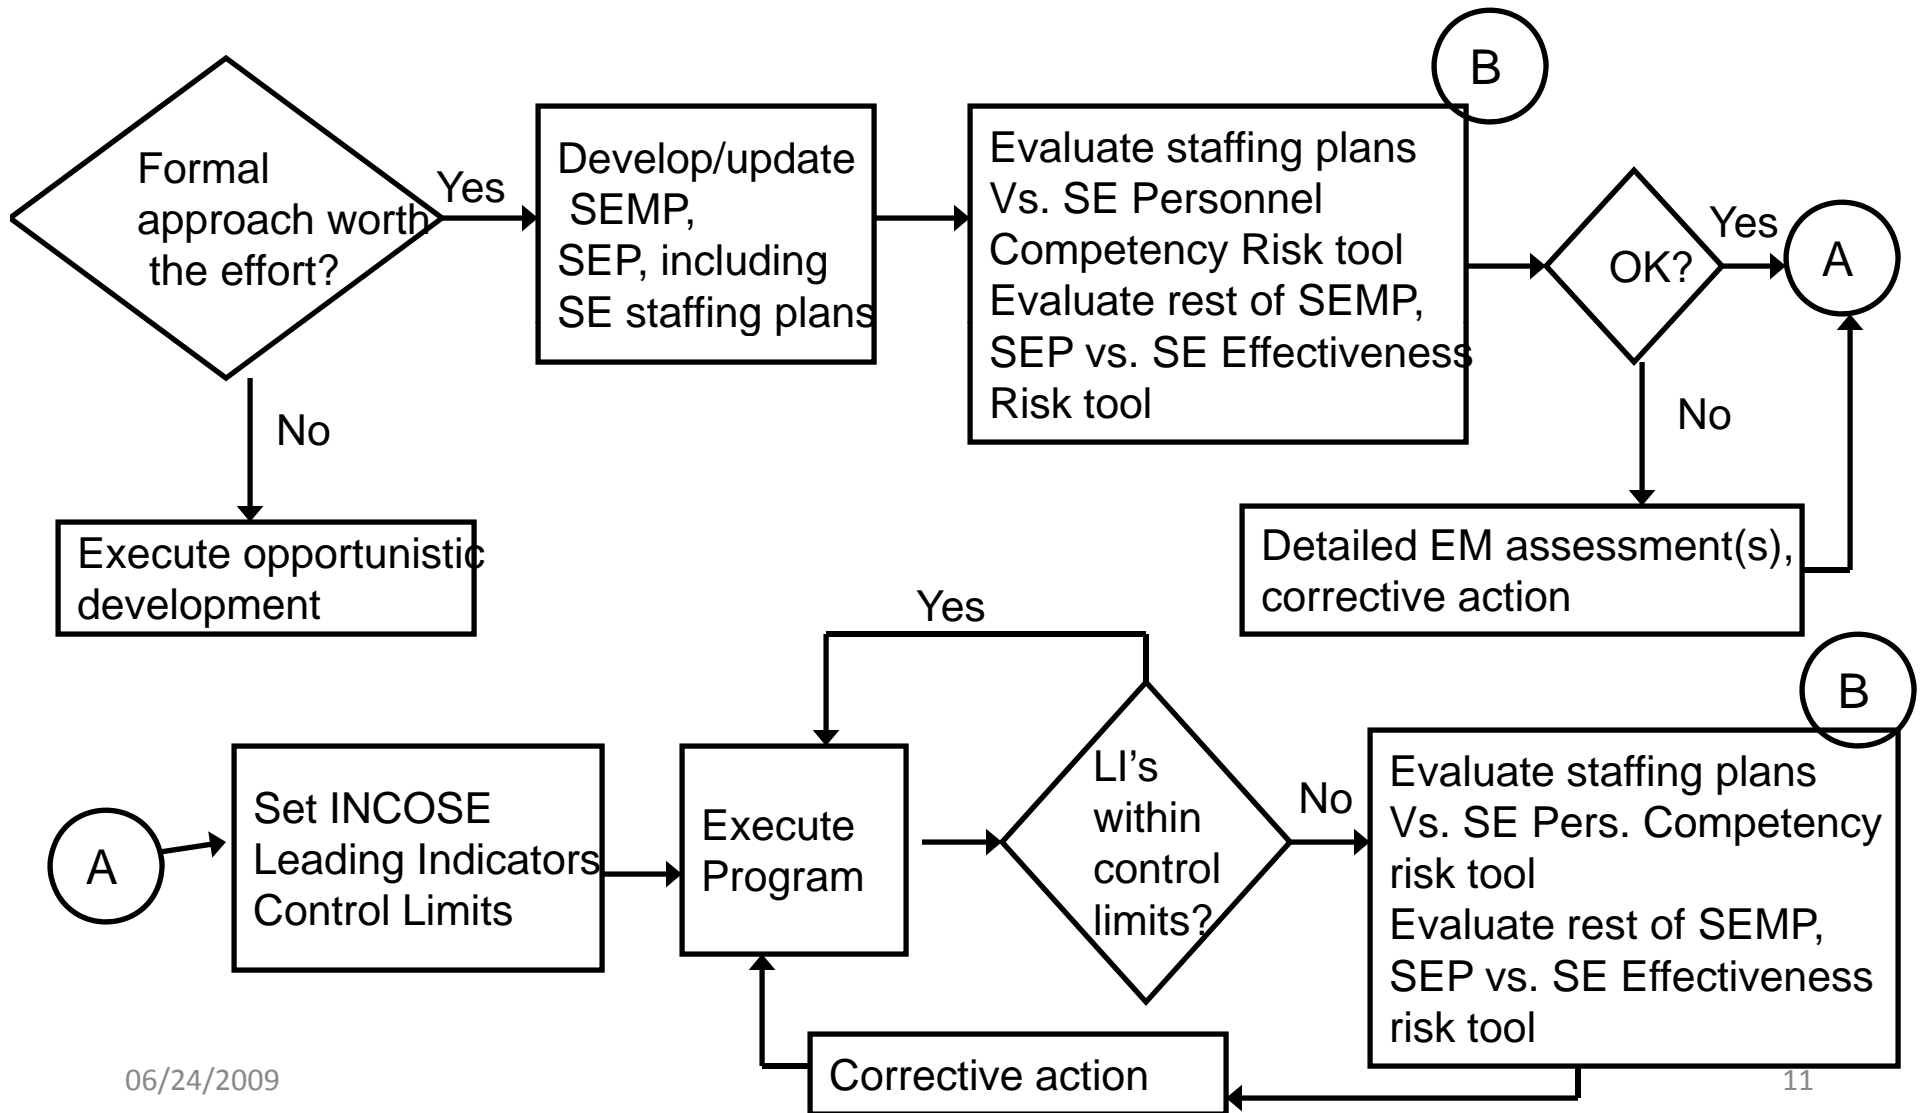 B
Formal
approach worth
the effort?
Yes
Develop/update
SEMP,
SEP, including
SE staffing plans
Evaluate staffing plans
Vs. SE Personnel
Competency Risk tool
Evaluate rest of SEMP,
SEP vs. SE Effectiveness
Risk tool
OK?
Yes
A
No
No
Execute opportunistic
development
Detailed EM assessment(s),
corrective action
Yes
B
A
Set INCOSE
Leading Indicators
Control Limits
Execute
Program
LI's
within
control
limits?
No
Evaluate staffing plans
Vs. SE Pers. Competency
risk tool
Evaluate rest of SEMP,
SEP vs. SE Effectiveness
risk tool
Corrective action
06/24/2009
11